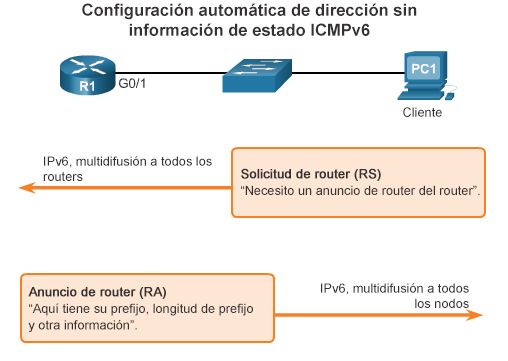 Configuración automática de dirección sin
información de estado ICMPv6
R1
G0/1
PC1
Cliente
IPv6, multidifusión a todos los
routers
Solicitud de router (RS)
“Necesito un anuncio de router del router”.
Anuncio de router (RA)
“Aquí tiene su prefijo, longitud de prefijo
y otra información”.
IPv6, multidifusión a todos
los nodos